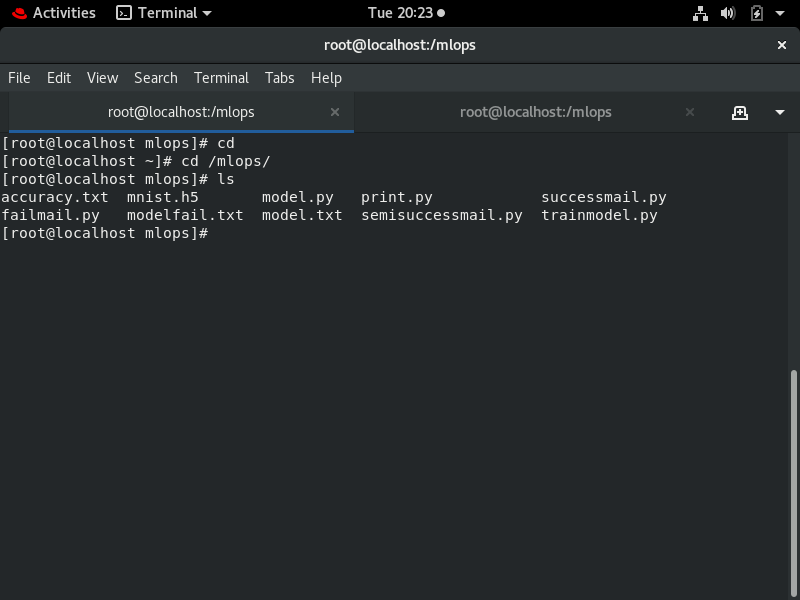 Activities Terminal Tue 20:23
root@localhost:/mlops
File Edit View Search Terminal Tabs Help
root@localhost:/mlops root@localhost:/mlops
[root@localhost mlops]# cd
[root@localhost ~]# cd /mlops/
[root@localhost mlops]# ls
accuracy.txt mnist.h5 model.py print.py successmail.py
failmail.py modelfail.txt model.txt semisuccessmail.py trainmodel.py
[root@localhost mlops]#